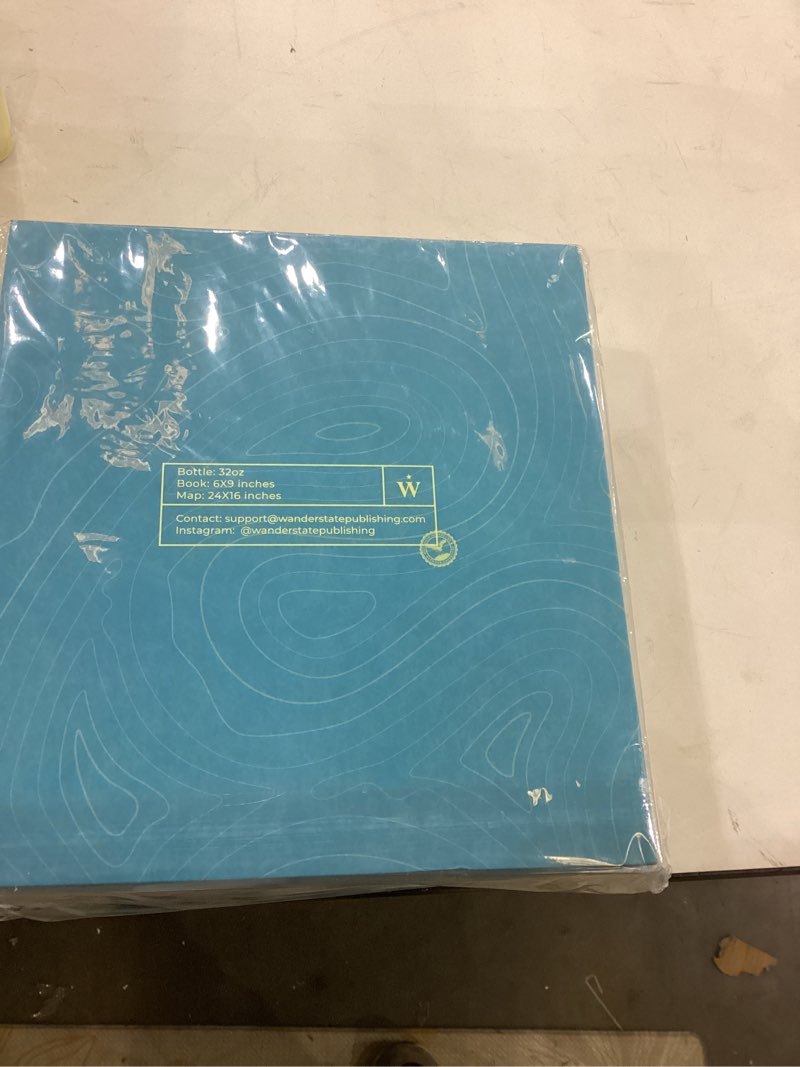 Bottle: 32oz
Book: 6X9 inches
Map: 24X16 inches
W
Contact: support@wanderstatepublishing.com
Instagram: @wanderstatepublishing